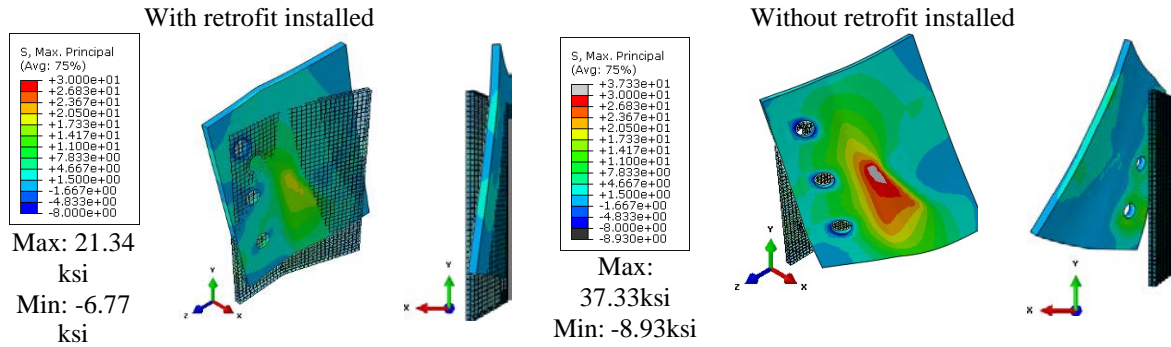 With retrofit installed
S, Max. Principal
(Avg: 75%)
+3.000e+01
+2.683e+01
+2.367e+01
+2.050e+01
+1.733e+01
+1.417e+01
+1.100e+01
+7.833e+00
+4.667e+00
+1.500e+00
-1.667e+00
-4.833e+00
-8.000e+00
Max: 21.34
ksi
Min: -6.77
ksi
Y
Z
X
Y
X
Without retrofit installed
S, Max. Principal
(Avg: 75%)
+3.733e+01
+3.000e+01
+2.683e+01
+2.367e+01
+2.050e+01
+1.733e+01
+1.417e+01
+1.100e+01
+7.833e+00
+4.667e+00
+1.500e+00
-1.667e+00
-4.833e+00
-8.000e+00
-8.930e+00
Max:
37.33ksi
Min: -8.93ksi
Y
Z
X
Y
X